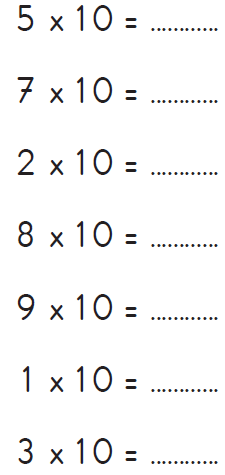 5 x 10 = ............
7 x 10 = ............
2 x 10 = ............
8 x 10 = ............
9 x 10 = ............
1 x 10 = ............
3 x 10 = ............